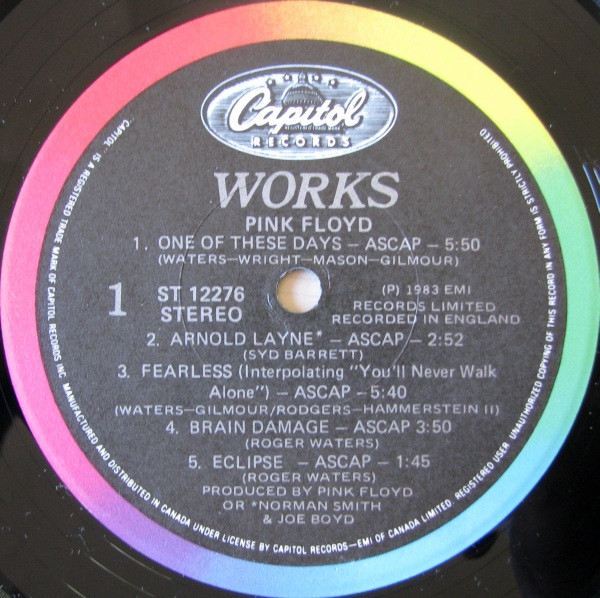 Capitol
REGISTERED TRADE MARK
RECORDS
WORKS
PINK FLOYD
1. ONE OF THESE DAYS – ASCAP – 5:50
(WATERS–WRIGHT–MASON–GILMOUR)
1
ST 12276
STEREO
(P) 1983 EMI
RECORDS LIMITED
RECORDED IN ENGLAND
2. ARNOLD LAYNE* – ASCAP – 2:52
(SYD BARRETT)
3. FEARLESS (Interpolating "You'll Never Walk
Alone") – ASCAP – 5:40
(WATERS–GILMOUR/RODGERS–HAMMERSTEIN II)
4. BRAIN DAMAGE – ASCAP 3:50
(ROGER WATERS)
5. ECLIPSE – ASCAP – 1:45
(ROGER WATERS)
PRODUCED BY PINK FLOYD
OR *NORMAN SMITH
& JOE BOYD
CAPITOL IS A REGISTERED TRADE MARK OF CAPITOL RECORDS INC. MANUFACTURED AND DISTRIBUTED IN CANADA UNDER LICENSE BY CAPITOL RECORDS–EMI OF CANADA LIMITED. REGISTERED USER. UNAUTHORIZED COPYING OF THIS RECORD IN ANY FORM IS STRICTLY PROHIBITED